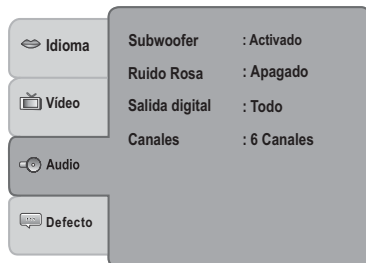 Idioma
Vídeo
Audio
Defecto
Subwoofer : Activado
Ruido Rosa : Apagado
Salida digital : Todo
Canales : 6 Canales